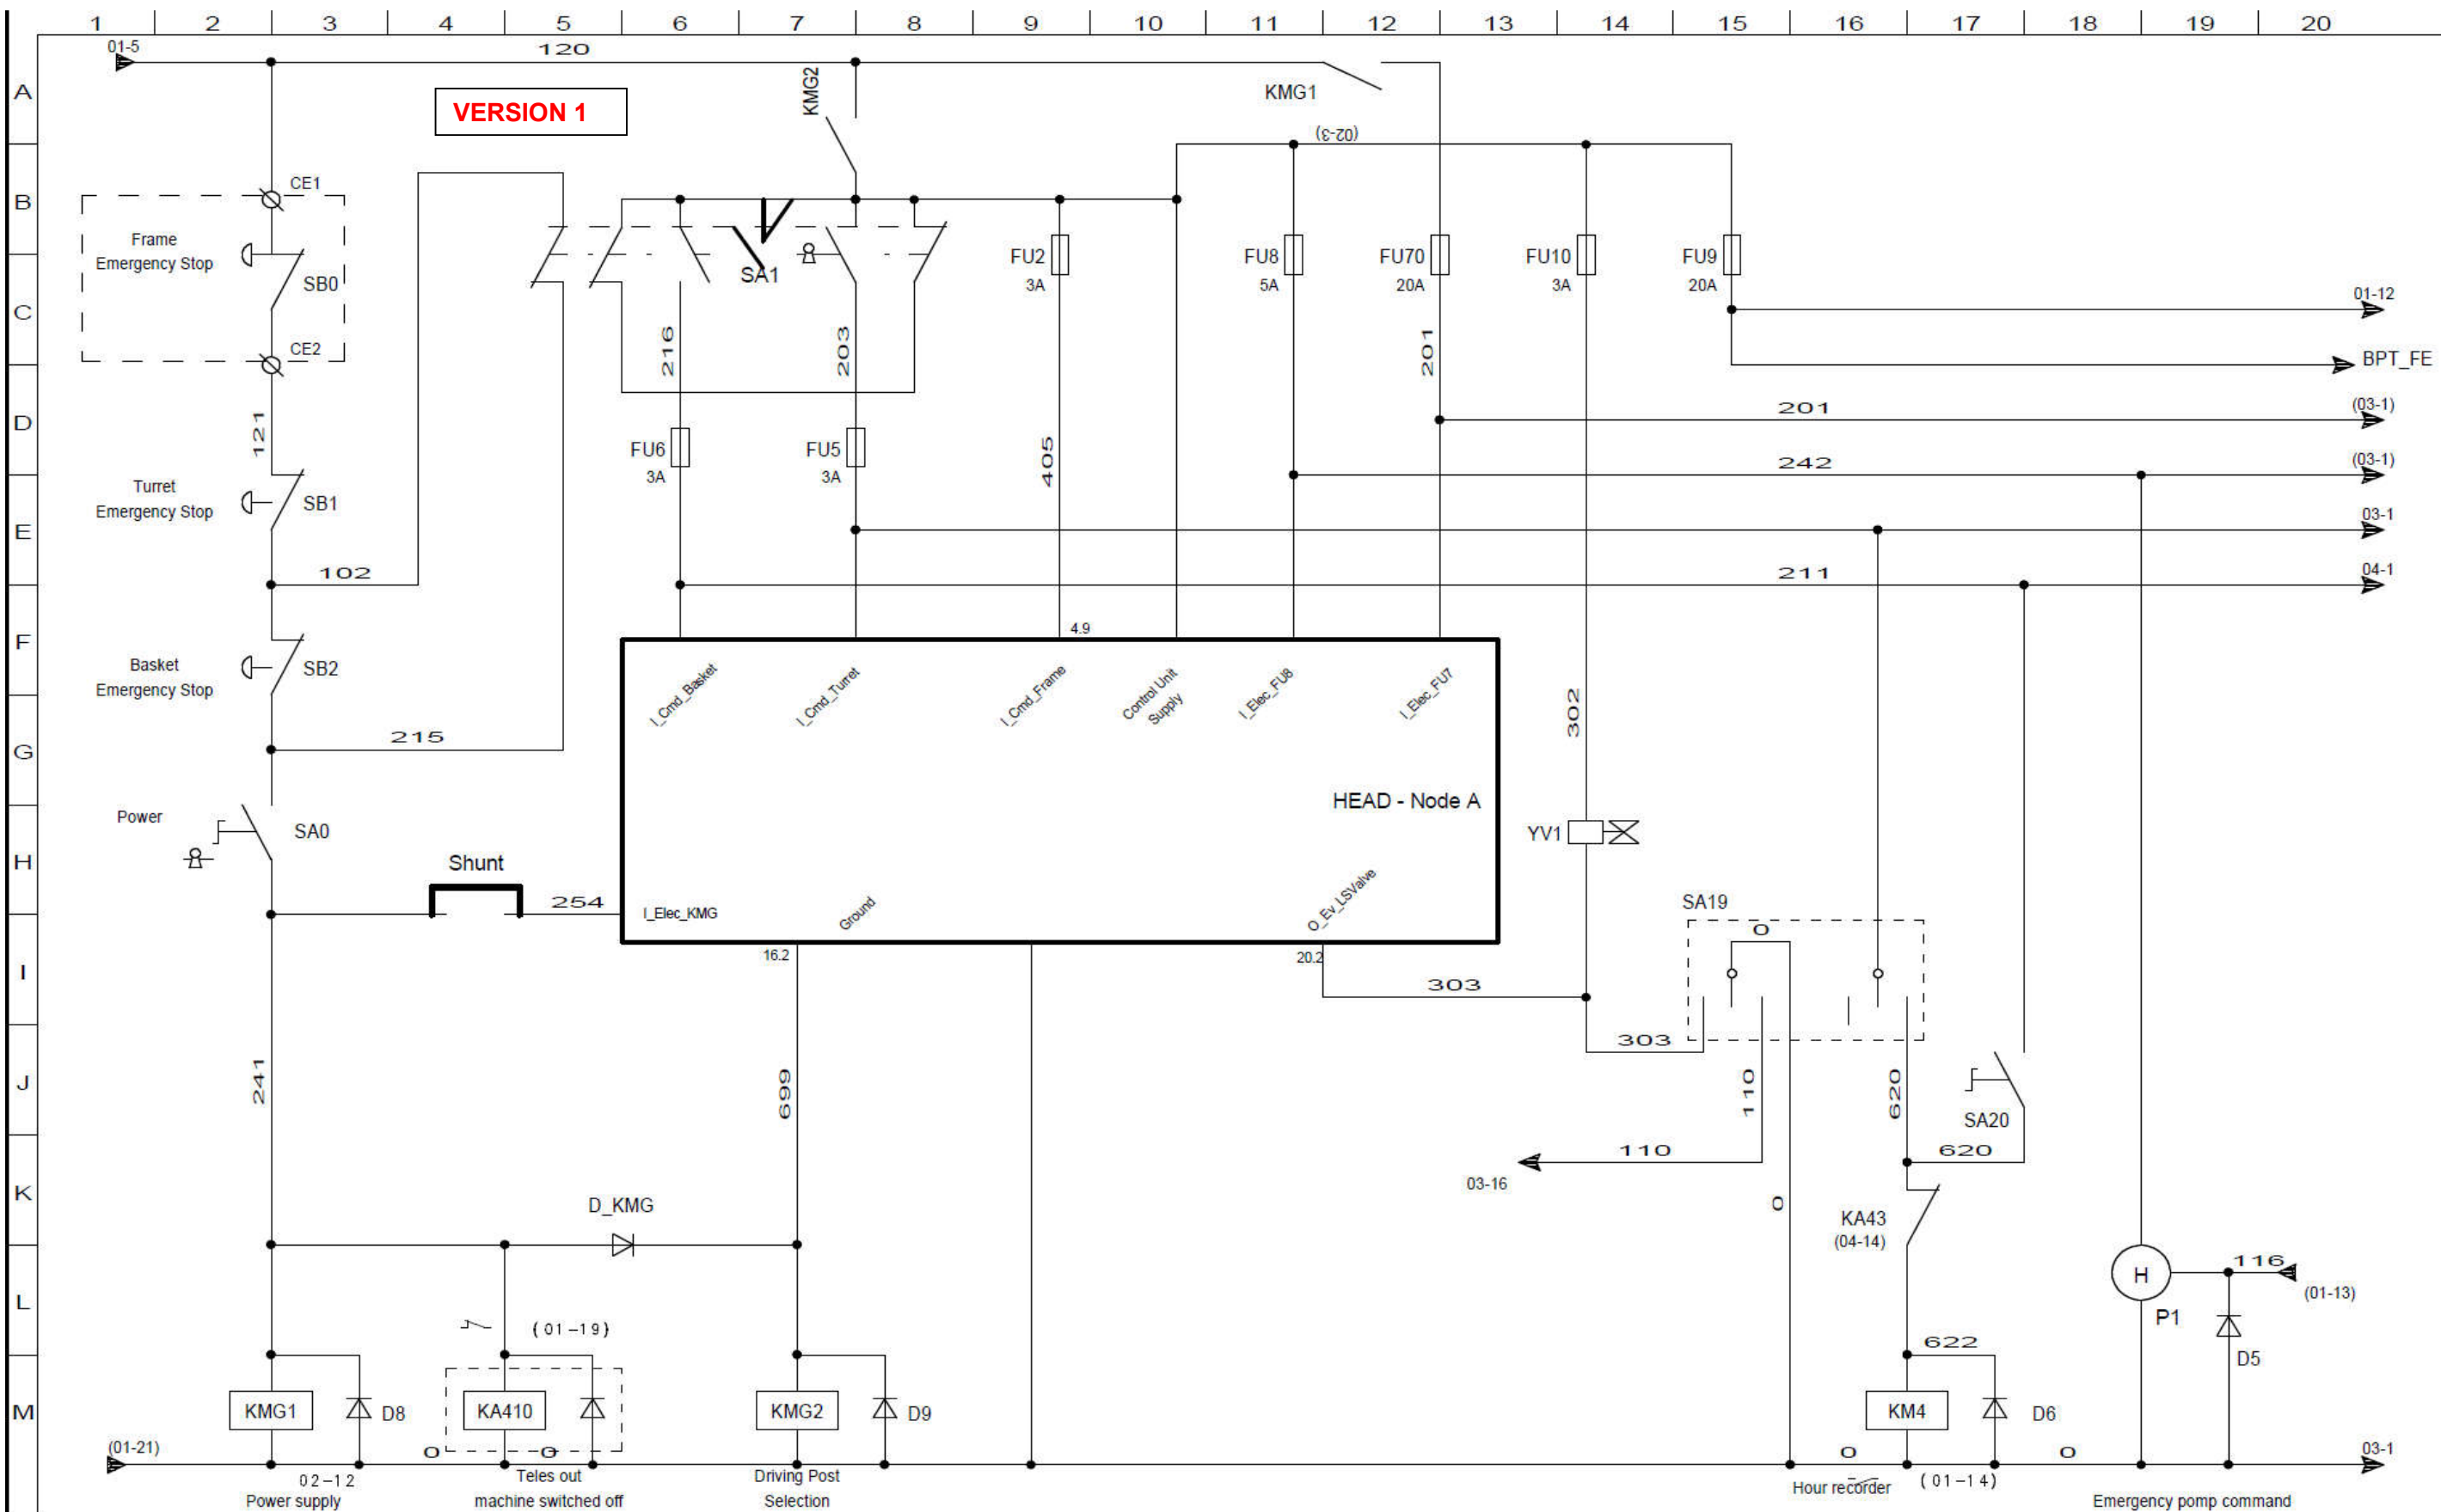 1 2 3 4 5 6 7 8 9 10 11 12 13 14 15 16 17 18 19 20
01-5
120
A
KMG2
KMG1
VERSION 1
(02-3)
B
CE1
Frame
Emergency Stop
SB0
SA1
FU2
3A
FU8
5A
FU70
20A
FU10
3A
FU9
20A
C
01-12
CE2
216
203
201
BPT_FE
D
121
201
(03-1)
FU6
3A
FU5
3A
405
242
(03-1)
Turret
Emergency Stop
SB1
E
03-1
102
211
04-1
F
4.9
Basket
Emergency Stop
SB2
I_Cmd_Basket
I_Cmd_Turret
I_Cmd_Frame
Control Unit
Supply
I_Elec_FU8
I_Elec_FU7
302
G
215
HEAD - Node A
Power
SA0
YV1
H
Shunt
254
I_Elec_KMG
Ground
O_Ev_LSValve
SA19
0
16.2
20.2
I
303
303
J
241
699
110
620
SA20
110
620
03-16
K
D_KMG
0
KA43
(04-14)
H
116
(01-13)
L
(01-19)
P1
622
D5
M
KMG1
D8
KA410
KMG2
D9
KM4
D6
(01-21)
0
0
0
0
03-1
02-12
Power supply
Teles out
machine switched off
Driving Post
Selection
Hour recorder
(01-14)
Emergency pomp command